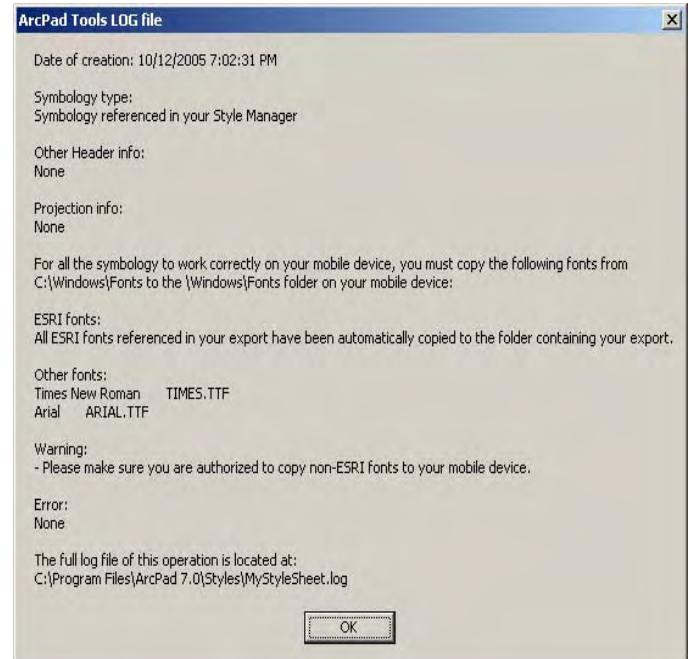 ArcPad Tools LOG file
Date of creation: 10/12/2005 7:02:31 PM
Symbology type:
Symbology referenced in your Style Manager
Other Header info:
None
Projection info:
None
For all the symbology to work correctly on your mobile device, you must copy the following fonts from
C:\Windows\Fonts to the \Windows\Fonts folder on your mobile device:
ESRI fonts:
All ESRI fonts referenced in your export have been automatically copied to the folder containing your export.
Other fonts:
Times New Roman TIMES.TTF
Arial ARIAL.TTF
Warning:
- Please make sure you are authorized to copy non-ESRI fonts to your mobile device.
Error:
None
The full log file of this operation is located at:
C:\Program Files\ArcPad 7.0\Styles\MyStyleSheet.log
OK